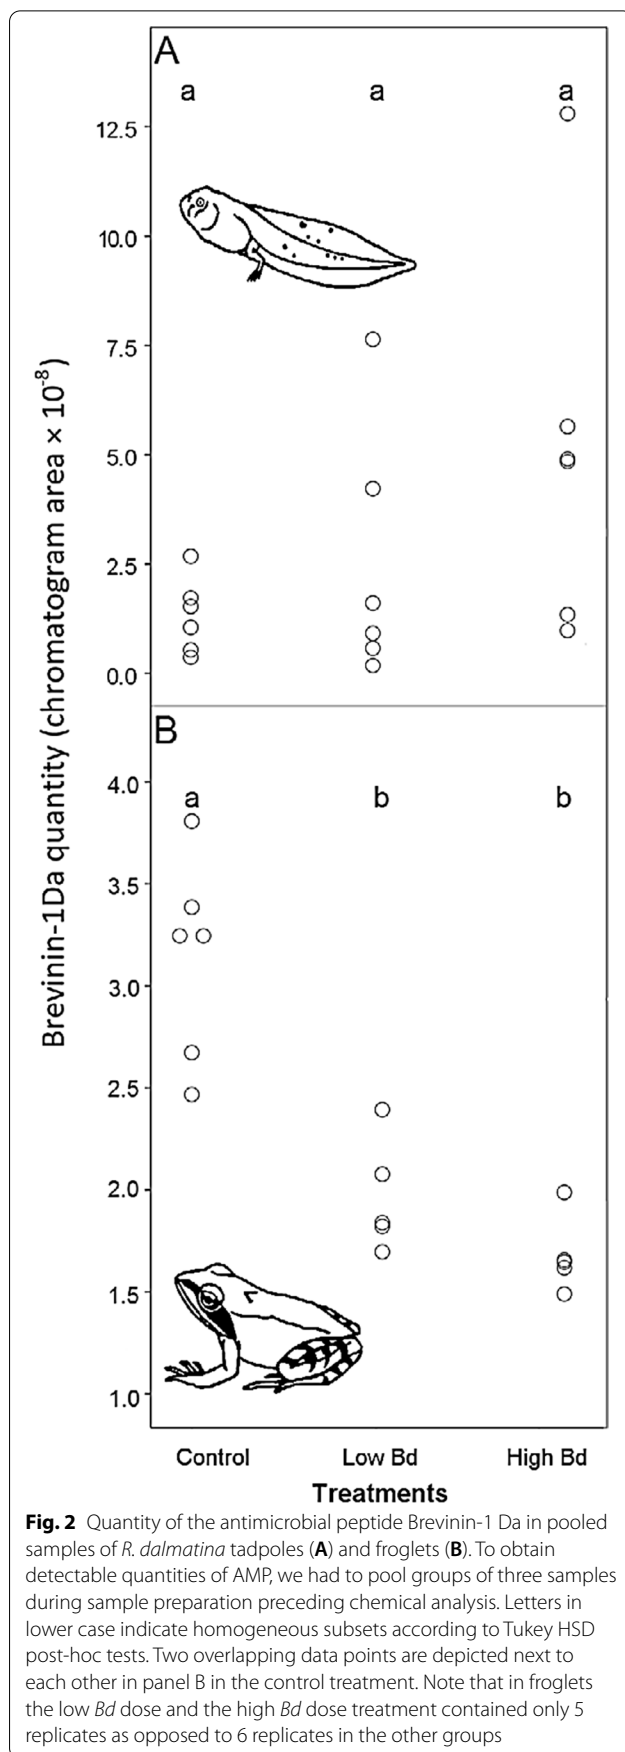 A
a a a
12.5
10.0
7.5
5.0
2.5
0.0
Brevinin-1Da quantity (chromatogram area × 10⁻⁸)
B
a b b
4.0
3.5
3.0
2.5
2.0
1.5
1.0
Control Low Bd High Bd
Treatments
Fig. 2 Quantity of the antimicrobial peptide Brevinin-1 Da in pooled
samples of R. dalmatina tadpoles (A) and froglets (B). To obtain
detectable quantities of AMP, we had to pool groups of three samples
during sample preparation preceding chemical analysis. Letters in
lower case indicate homogeneous subsets according to Tukey HSD
post-hoc tests. Two overlapping data points are depicted next to
each other in panel B in the control treatment. Note that in froglets
the low Bd dose and the high Bd dose treatment contained only 5
replicates as opposed to 6 replicates in the other groups